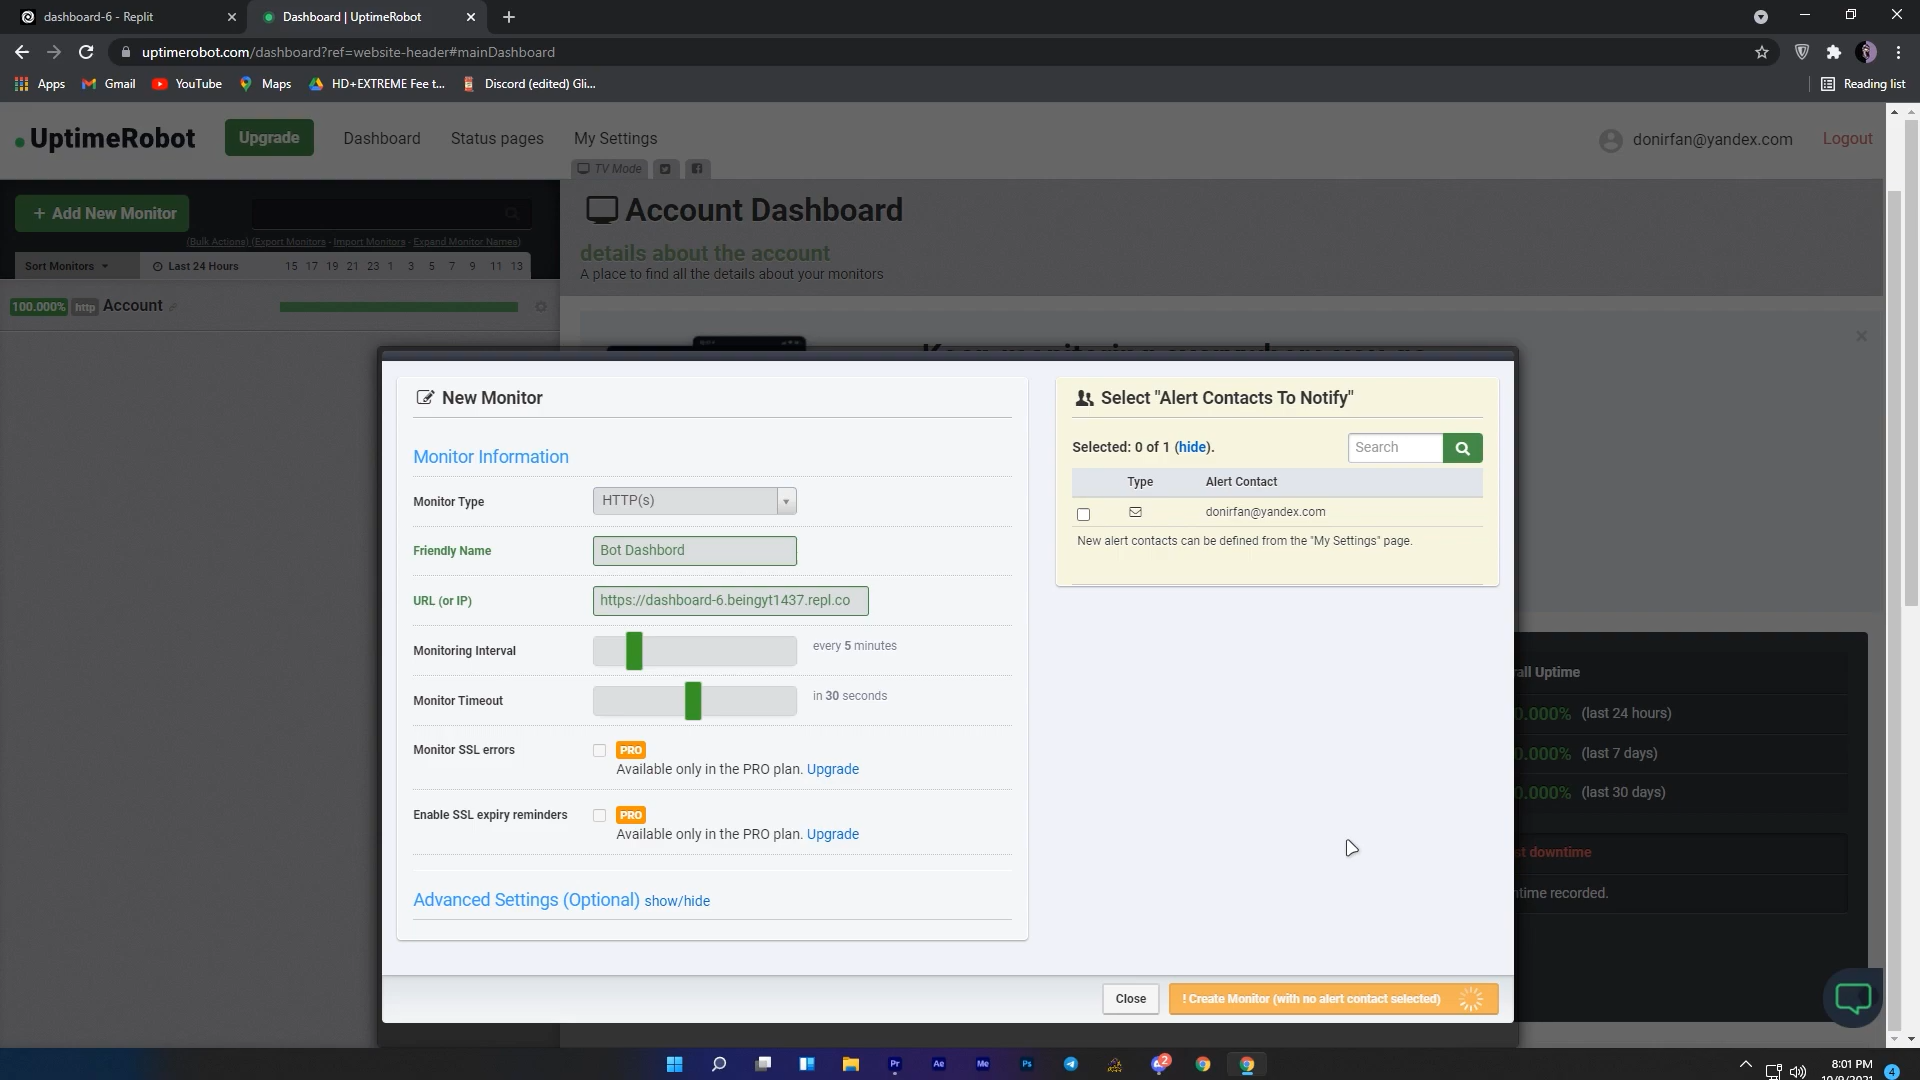 dashboard-6 - Replit
Dashboard | UptimeRobot
uptimerobot.com/dashboard?ref=website-header#mainDashboard
Apps
Gmail
YouTube
Maps
HD+EXTREME Fee t...
Discord (edited) Gli...
Reading list
UptimeRobot
Upgrade
Dashboard
Status pages
My Settings
donirfan@yandex.com
Logout
TV Mode
+ Add New Monitor
(Bulk Actions) (Export Monitors - Import Monitors - Expand Monitor Names)
Sort Monitors
Last 24 Hours
15 17 19 21 23 1 3 5 7 9 11 13
100.000% http Account
Account Dashboard
details about the account
A place to find all the details about your monitors
New Monitor
Monitor Information
Monitor Type
HTTP(s)
Friendly Name
Bot Dashbord
URL (or IP)
https://dashboard-6.beingyt1437.repl.co
Monitoring Interval
every 5 minutes
Monitor Timeout
in 30 seconds
Monitor SSL errors
PRO
Available only in the PRO plan. Upgrade
Enable SSL expiry reminders
PRO
Available only in the PRO plan. Upgrade
Advanced Settings (Optional) show/hide
Select "Alert Contacts To Notify"
Selected: 0 of 1 (hide).
Search
Type
Alert Contact
donirfan@yandex.com
New alert contacts can be defined from the "My Settings" page.
Close
! Create Monitor (with no alert contact selected)
rall Uptime
0.000% (last 24 hours)
0.000% (last 7 days)
0.000% (last 30 days)
st downtime
ntime recorded.
Pr
Ae
Me
Ps
2
8:01 PM
4